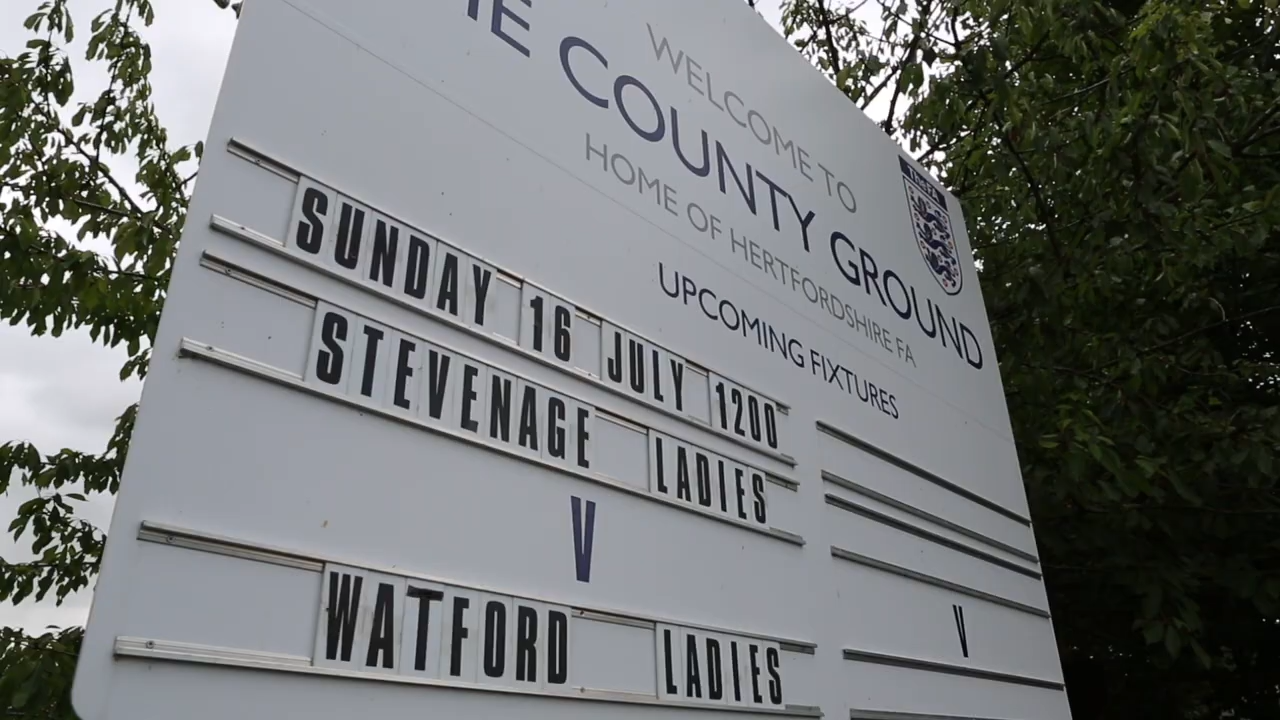 WELCOME TO
COUNTY GROUND
HOME OF HERTFORDSHIRE FA
UPCOMING FIXTURES
SUNDAY 16 JULY 1200
STEVENAGE LADIES
V
WATFORD LADIES
V